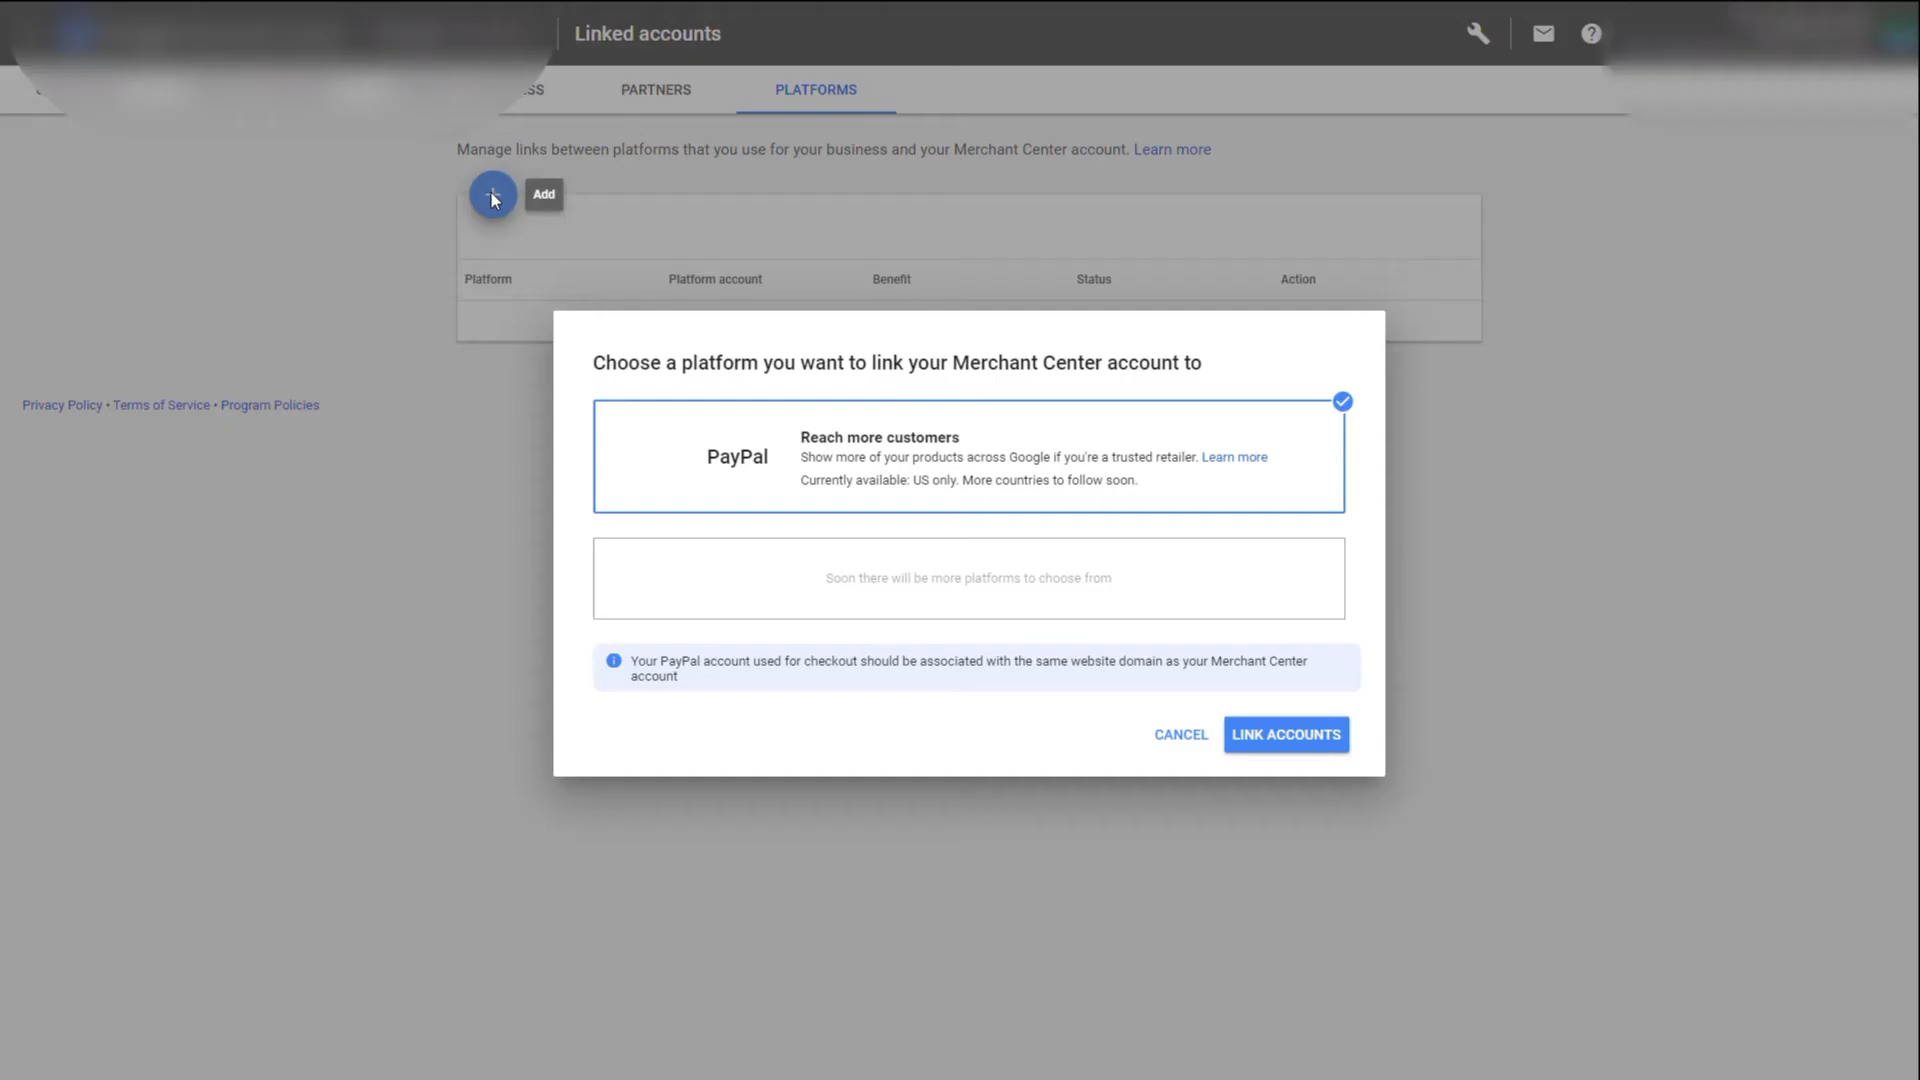 Linked accounts
SS PARTNERS PLATFORMS
Manage links between platforms that you use for your business and your Merchant Center account. Learn more
Add
Platform Platform account Benefit Status Action
Choose a platform you want to link your Merchant Center account to
Reach more customers
PayPal Show more of your products across Google if you're a trusted retailer. Learn more
Currently available: US only. More countries to follow soon.
Soon there will be more platforms to choose from
Your PayPal account used for checkout should be associated with the same website domain as your Merchant Center
account
CANCEL LINK ACCOUNTS
Privacy Policy • Terms of Service • Program Policies